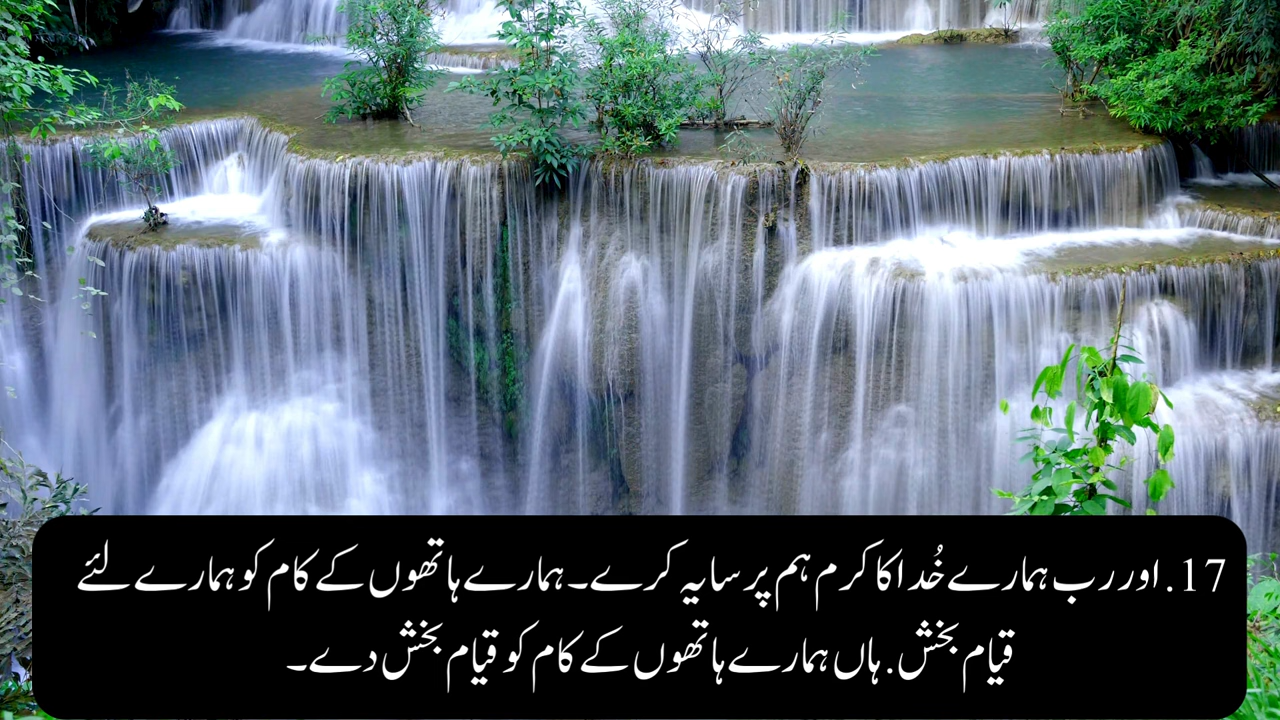 17. اور رب ہمارے خُدا کا کرم ہم پر سایہ کرے۔ ہمارے ہاتھوں کے کام کو ہمارے لئے
قیام بخش. ہاں ہمارے ہاتھوں کے کام کو قیام بخش دے۔